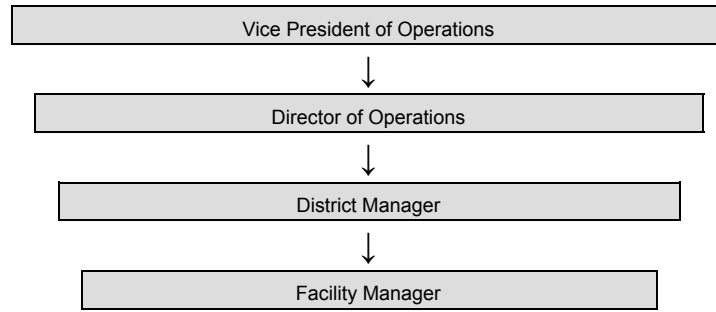 Vice President of Operations
Director of Operations
District Manager
Facility Manager